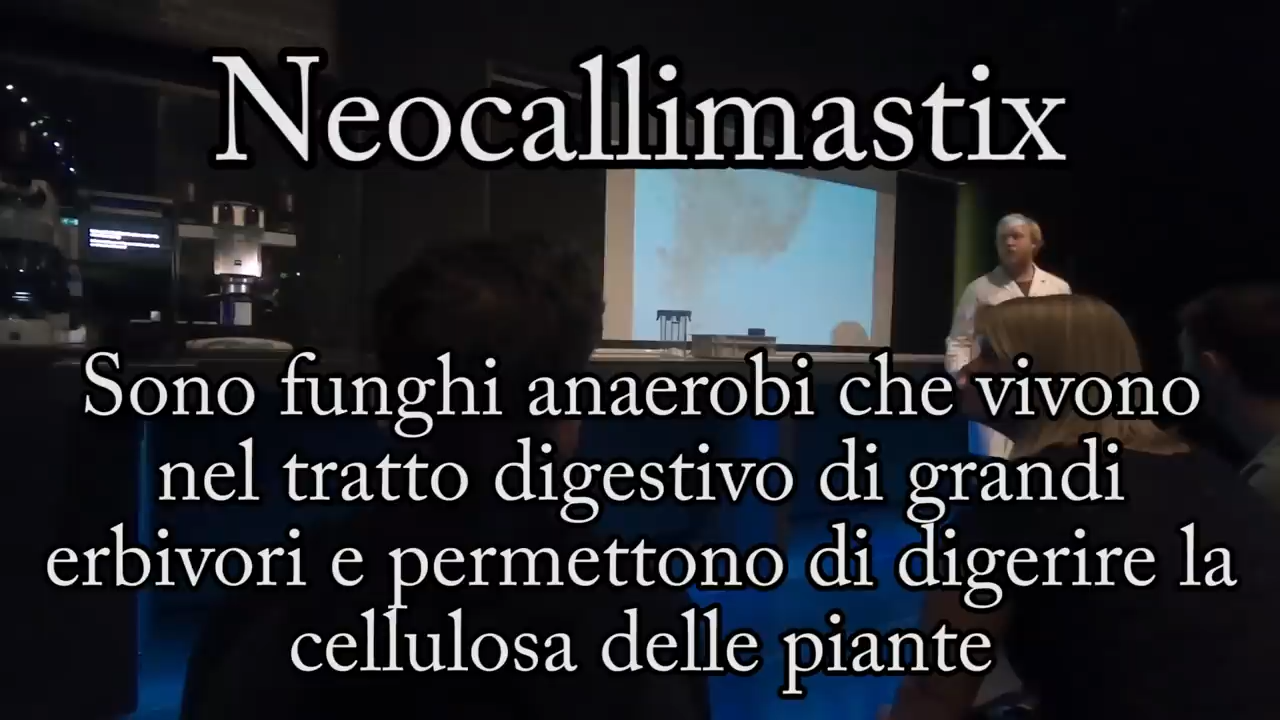 Neocallimastix
Sono funghi anaerobi che vivono
nel tratto digestivo di grandi
erbivori e permettono di digerire la
cellulosa delle piante